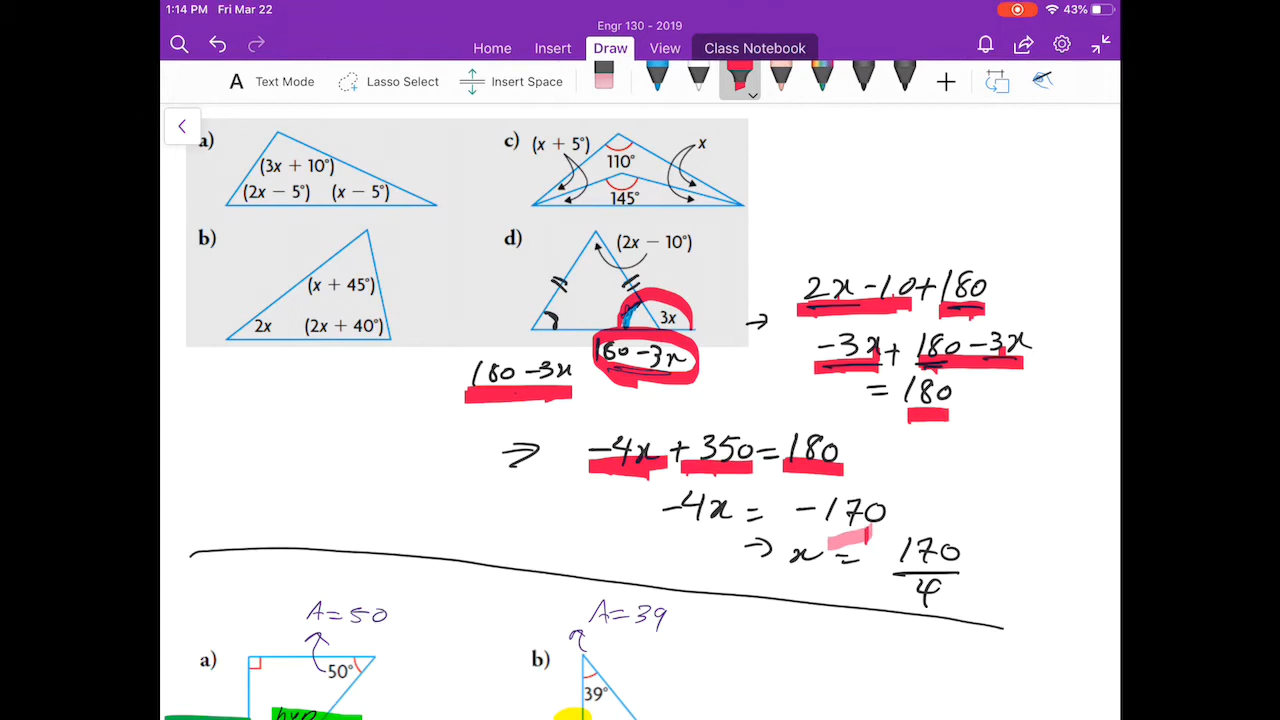 1:14 PM Fri Mar 22
43%
Engr 130 - 2019
Home Insert Draw View Class Notebook
A Text Mode Lasso Select Insert Space
a) (3x + 10°)
(2x − 5°) (x − 5°)
c) (x + 5°) x
110°
145°
b) (x + 45°)
2x (2x + 40°)
d) (2x − 10°)
3x
180 - 3x
180 - 3x
→ 2x - 10 + 180
- 3x + 180 - 3x
= 180
⇒ -4x + 350 = 180
-4x = -170
→ x = 170/4
A = 50
A = 39
a) 50°
hyp
b) 39°